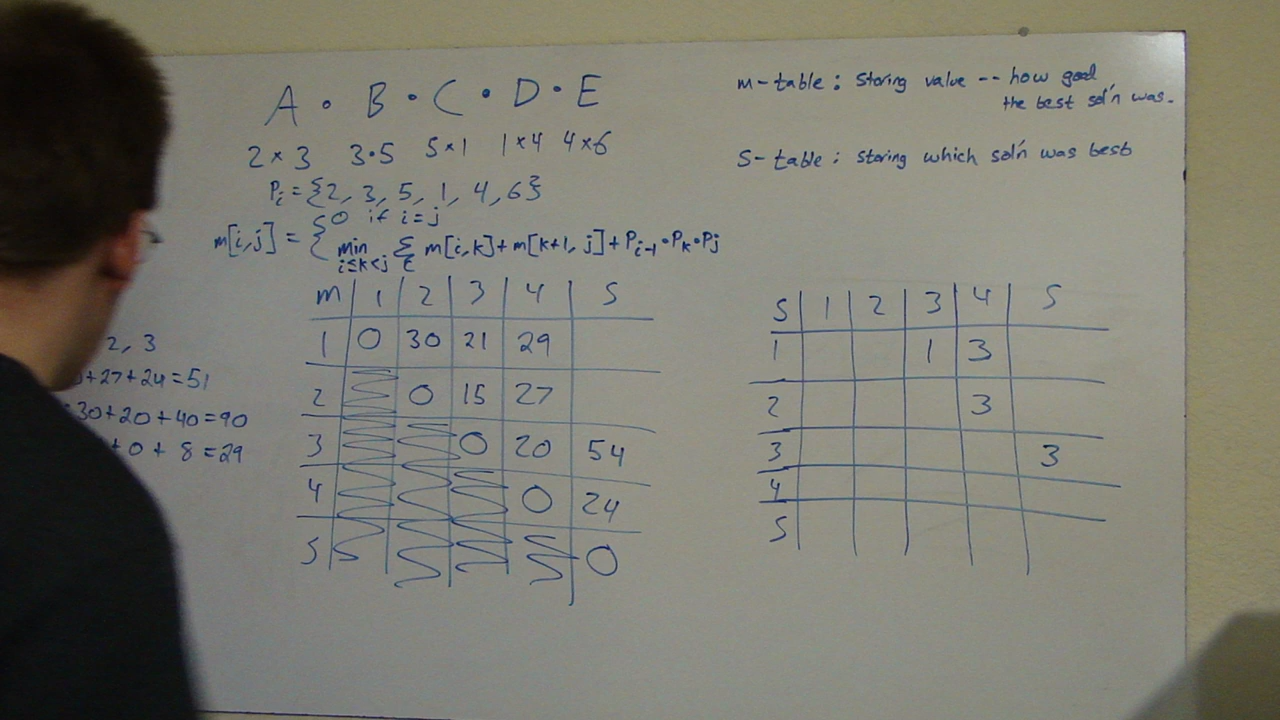 A • B • C • D • E
2 × 3 3•5 5×1 1×4 4×6
Pi = {2, 3, 5, 1, 4, 6}
m[i,j] = { 0 if i=j
min i≤k<j { m[i,k] + m[k+1, j] + Pi-1 • Pk • Pj
m-table : Storing value -- how good
the best sol'n was.
S-table : storing which sol'n was best
2, 3
+27+24=51
30+20+40=90
+0+ 8=29
m 1 2 3 4 5
1 0 30 21 29
2 0 15 27
3 0 20 54
4 0 24
5 0
S 1 2 3 4 5
1 1 3
2 3
3 3
4
5